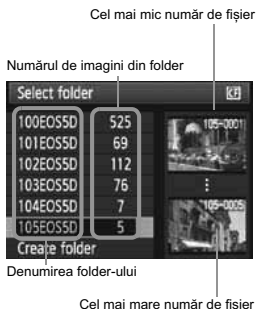 Cel mai mic număr de fișier
Numărul de imagini din folder
Select folder
CF
100EOS5D 525
101EOS5D 69
102EOS5D 112
103EOS5D 76
104EOS5D 7
105EOS5D 5
Create folder
105-0001
105-0005
Denumirea folder-ului
Cel mai mare număr de fișier